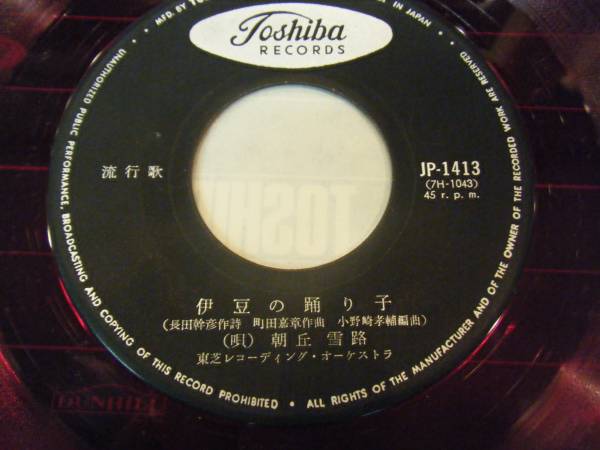 Toshiba
RECORDS
流行歌
JP-1413
(7H-1043)
45 r.p.m.
伊豆の踊り子
(長田幹彦作詩 町田嘉章作曲 小野崎孝輔編曲)
(唄) 朝丘雪路
東芝レコーディング・オーケストラ
IN JAPAN • ALL RIGHTS OF THE MANUFACTURER AND OF THE OWNER OF THE RECORDED WORK ARE RESERVED
UNAUTHORIZED PUBLIC PERFORMANCE, BROADCASTING AND COPYING OF THIS RECORD PROHIBITED •
MFD. BY
TOSH